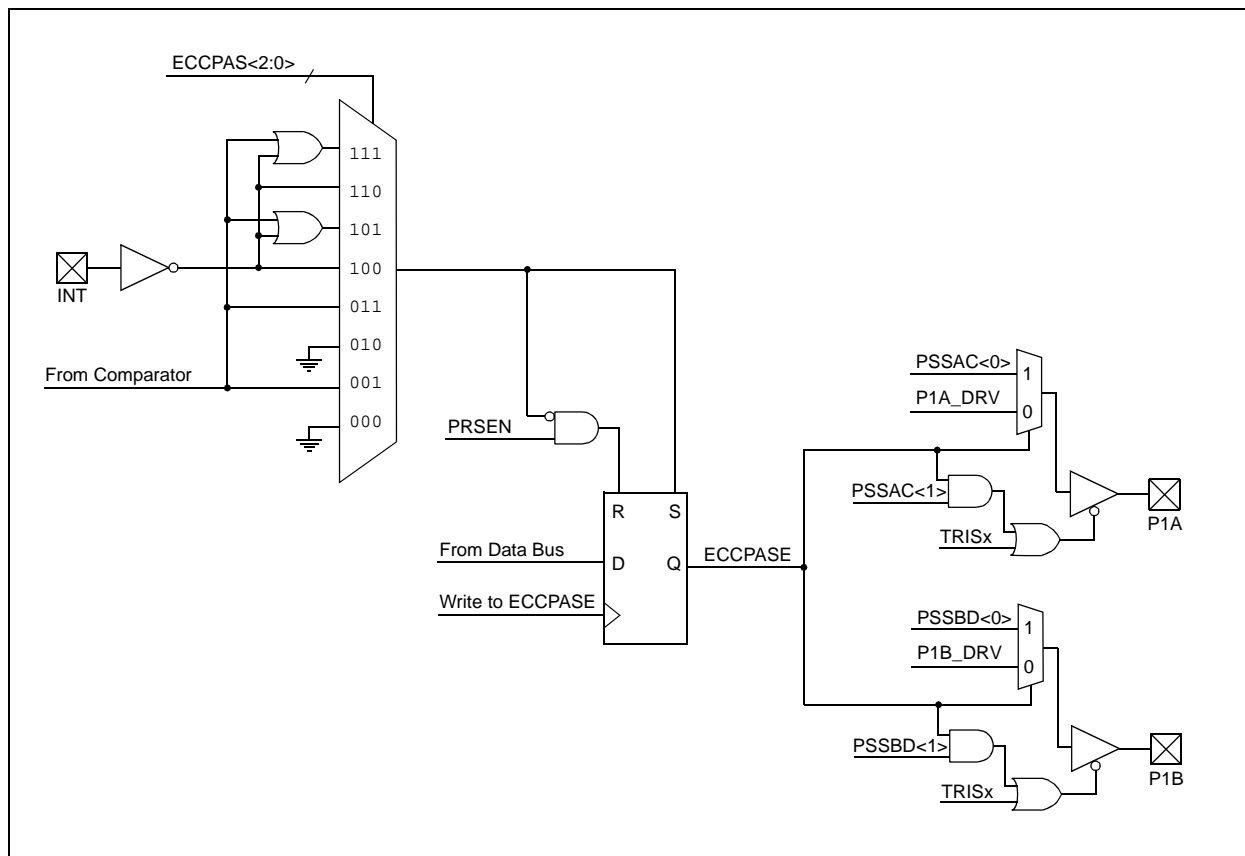 ECCPAS<2:0>
111
110
101
100
INT
011
010
From Comparator
001
000
PRSEN
R S
From Data Bus
D Q
ECCPASE
Write to ECCPASE
PSSAC<0>
1
P1A_DRV
0
PSSAC<1>
TRISx
P1A
PSSBD<0>
1
P1B_DRV
0
PSSBD<1>
TRISx
P1B